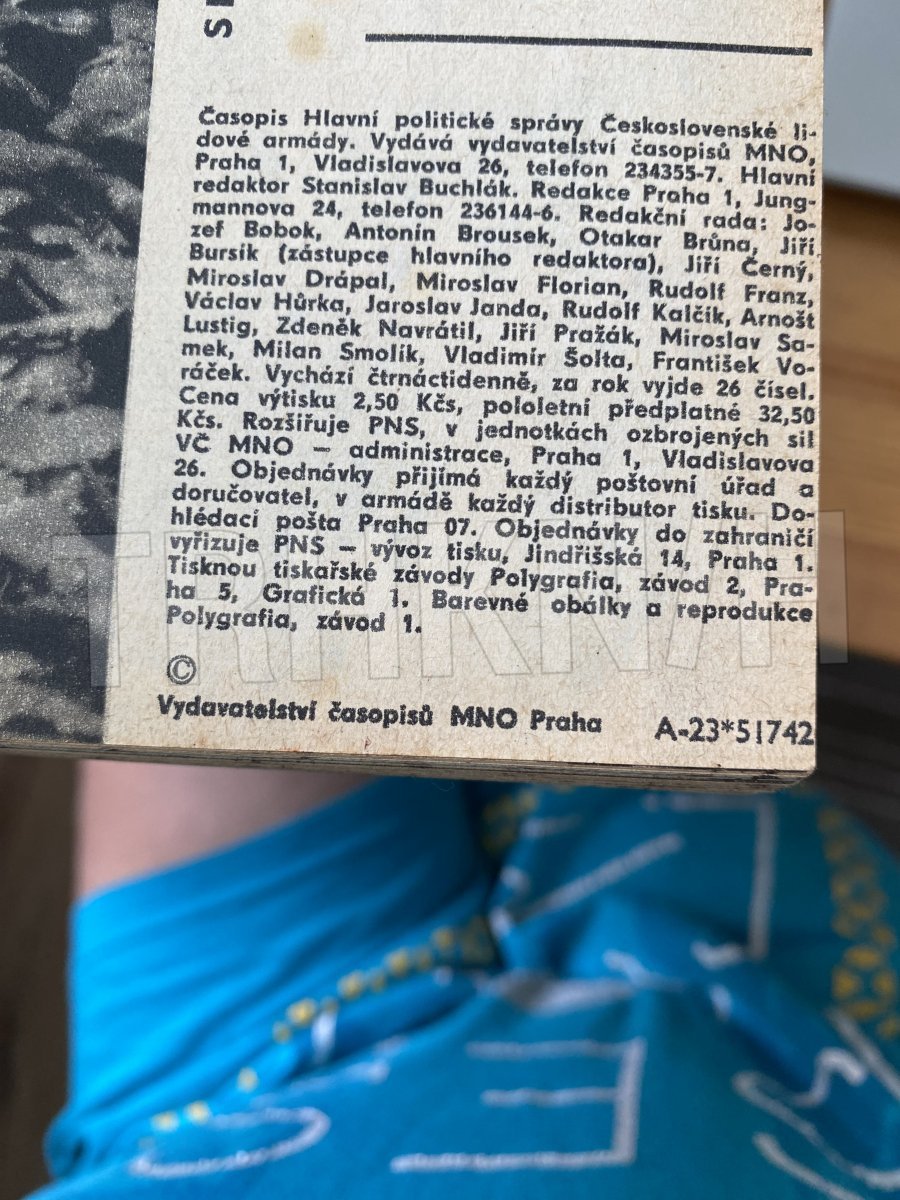 Časopis Hlavní politické správy Československé li-
dové armády. Vydává vydavatelství časopisů MNO,
Praha 1, Vladislavova 26, telefon 234355-7. Hlavní
redaktor Stanislav Buchlák. Redakce Praha 1, Jung-
mannova 24, telefon 236144-6. Redakční rada: Jo-
zef Bobok, Antonín Brousek, Otakar Brůna, Jiří
Bursík (zástupce hlavního redaktora), Jiří Černý,
Miroslav Drápal, Miroslav Florian, Rudolf Franz,
Václav Hůrka, Jaroslav Janda, Rudolf Kalčík, Arnošt
Lustig, Zdeněk Navrátil, Jiří Pražák, Miroslav Sa-
mek, Milan Smolík, Vladimír Šolta, František Vo-
ráček. Vychází čtrnáctidenně, za rok vyjde 26 čísel.
Cena výtisku 2,50 Kčs, pololetní předplatné 32,50
Kčs. Rozšiřuje PNS, v jednotkách ozbrojených sil
VČ MNO – administrace, Praha 1, Vladislavova
26. Objednávky přijímá každý poštovní úřad a
doručovatel, v armádě každý distributor tisku. Do-
hlédací pošta Praha 07. Objednávky do zahraničí
vyřizuje PNS – vývoz tisku, Jindřišská 14, Praha 1.
Tisknou tiskařské závody Polygrafia, závod 2, Pra-
ha 5, Grafická 1. Barevné obálky a reprodukce
Polygrafia, závod 1.
©
Vydavatelství časopisů MNO Praha A-23*51742